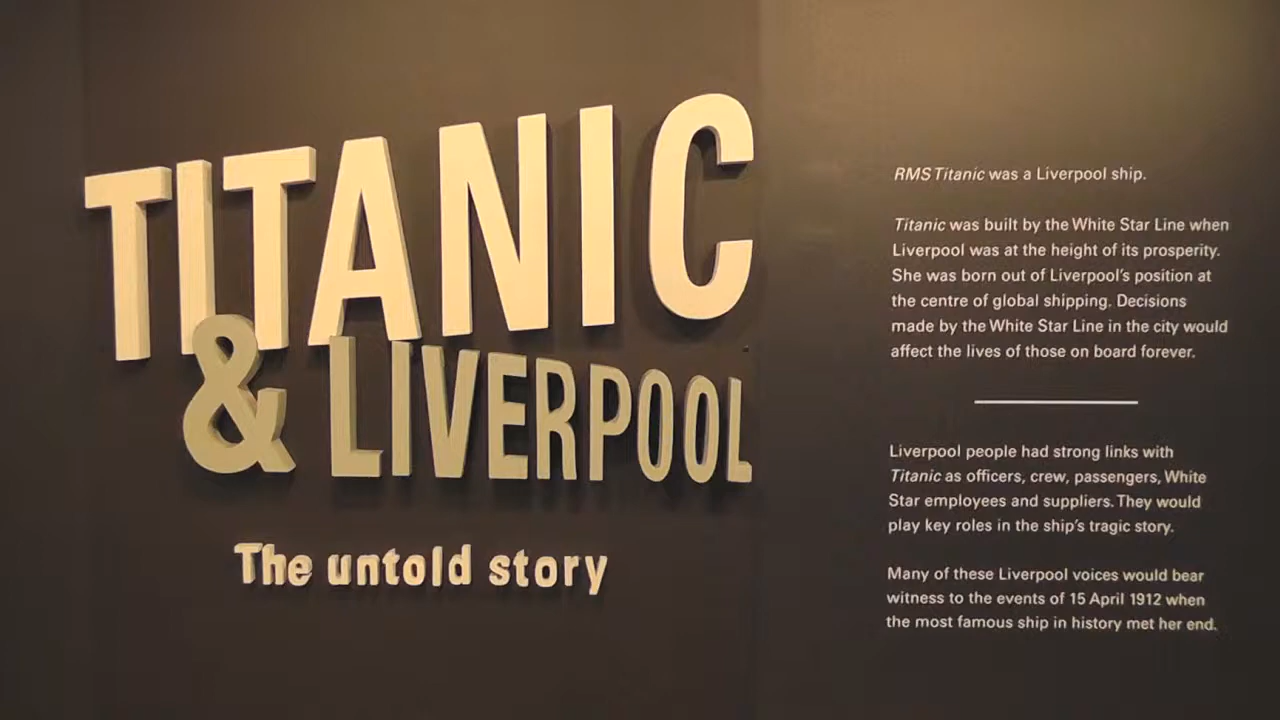 TITANIC
& LIVERPOOL
The untold story
RMS Titanic was a Liverpool ship.
Titanic was built by the White Star Line when
Liverpool was at the height of its prosperity.
She was born out of Liverpool's position at
the centre of global shipping. Decisions
made by the White Star Line in the city would
affect the lives of those on board forever.
Liverpool people had strong links with
Titanic as officers, crew, passengers, White
Star employees and suppliers. They would
play key roles in the ship's tragic story.
Many of these Liverpool voices would bear
witness to the events of 15 April 1912 when
the most famous ship in history met her end.